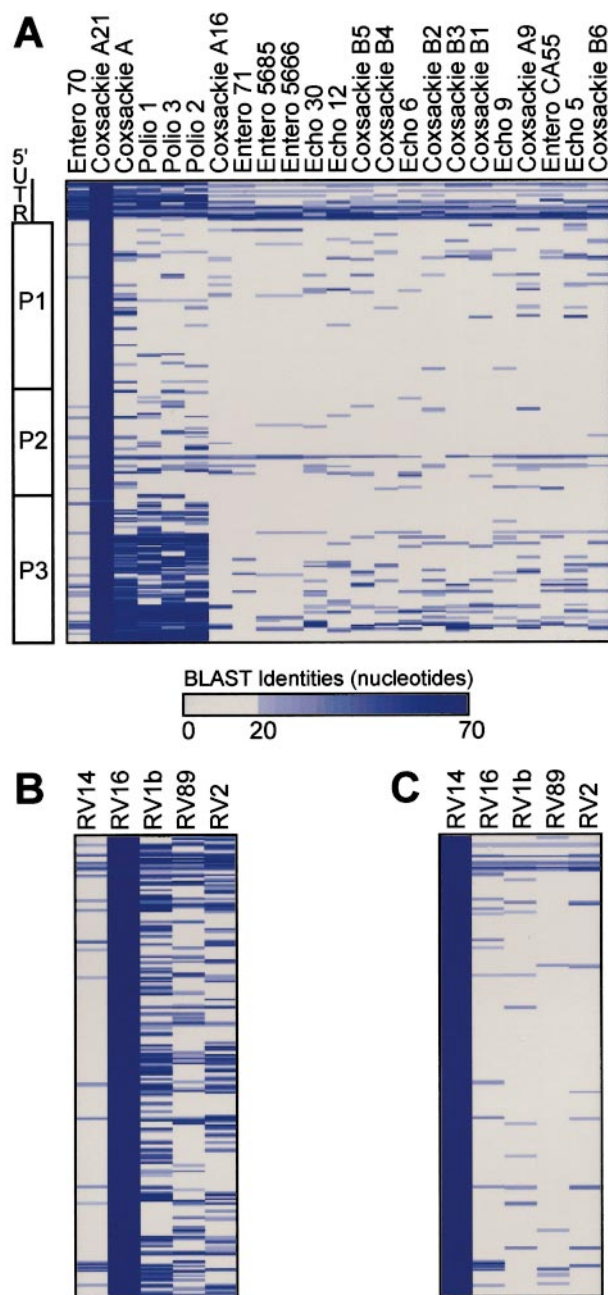 A
Entero 70
Coxsackie A21
Coxsackie A
Polio 1
Polio 3
Polio 2
Coxsackie A16
Entero 71
Entero 5685
Entero 5666
Echo 30
Echo 12
Coxsackie B5
Coxsackie B4
Echo 6
Coxsackie B2
Coxsackie B3
Coxsackie B1
Echo 9
Coxsackie A9
Entero CA55
Echo 5
Coxsackie B6
5'
U
T
R
P1
P2
P3
BLAST Identities (nucleotides)
0 20 70
B
RV14
RV16
RV1b
RV89
RV2
C
RV14
RV16
RV1b
RV89
RV2